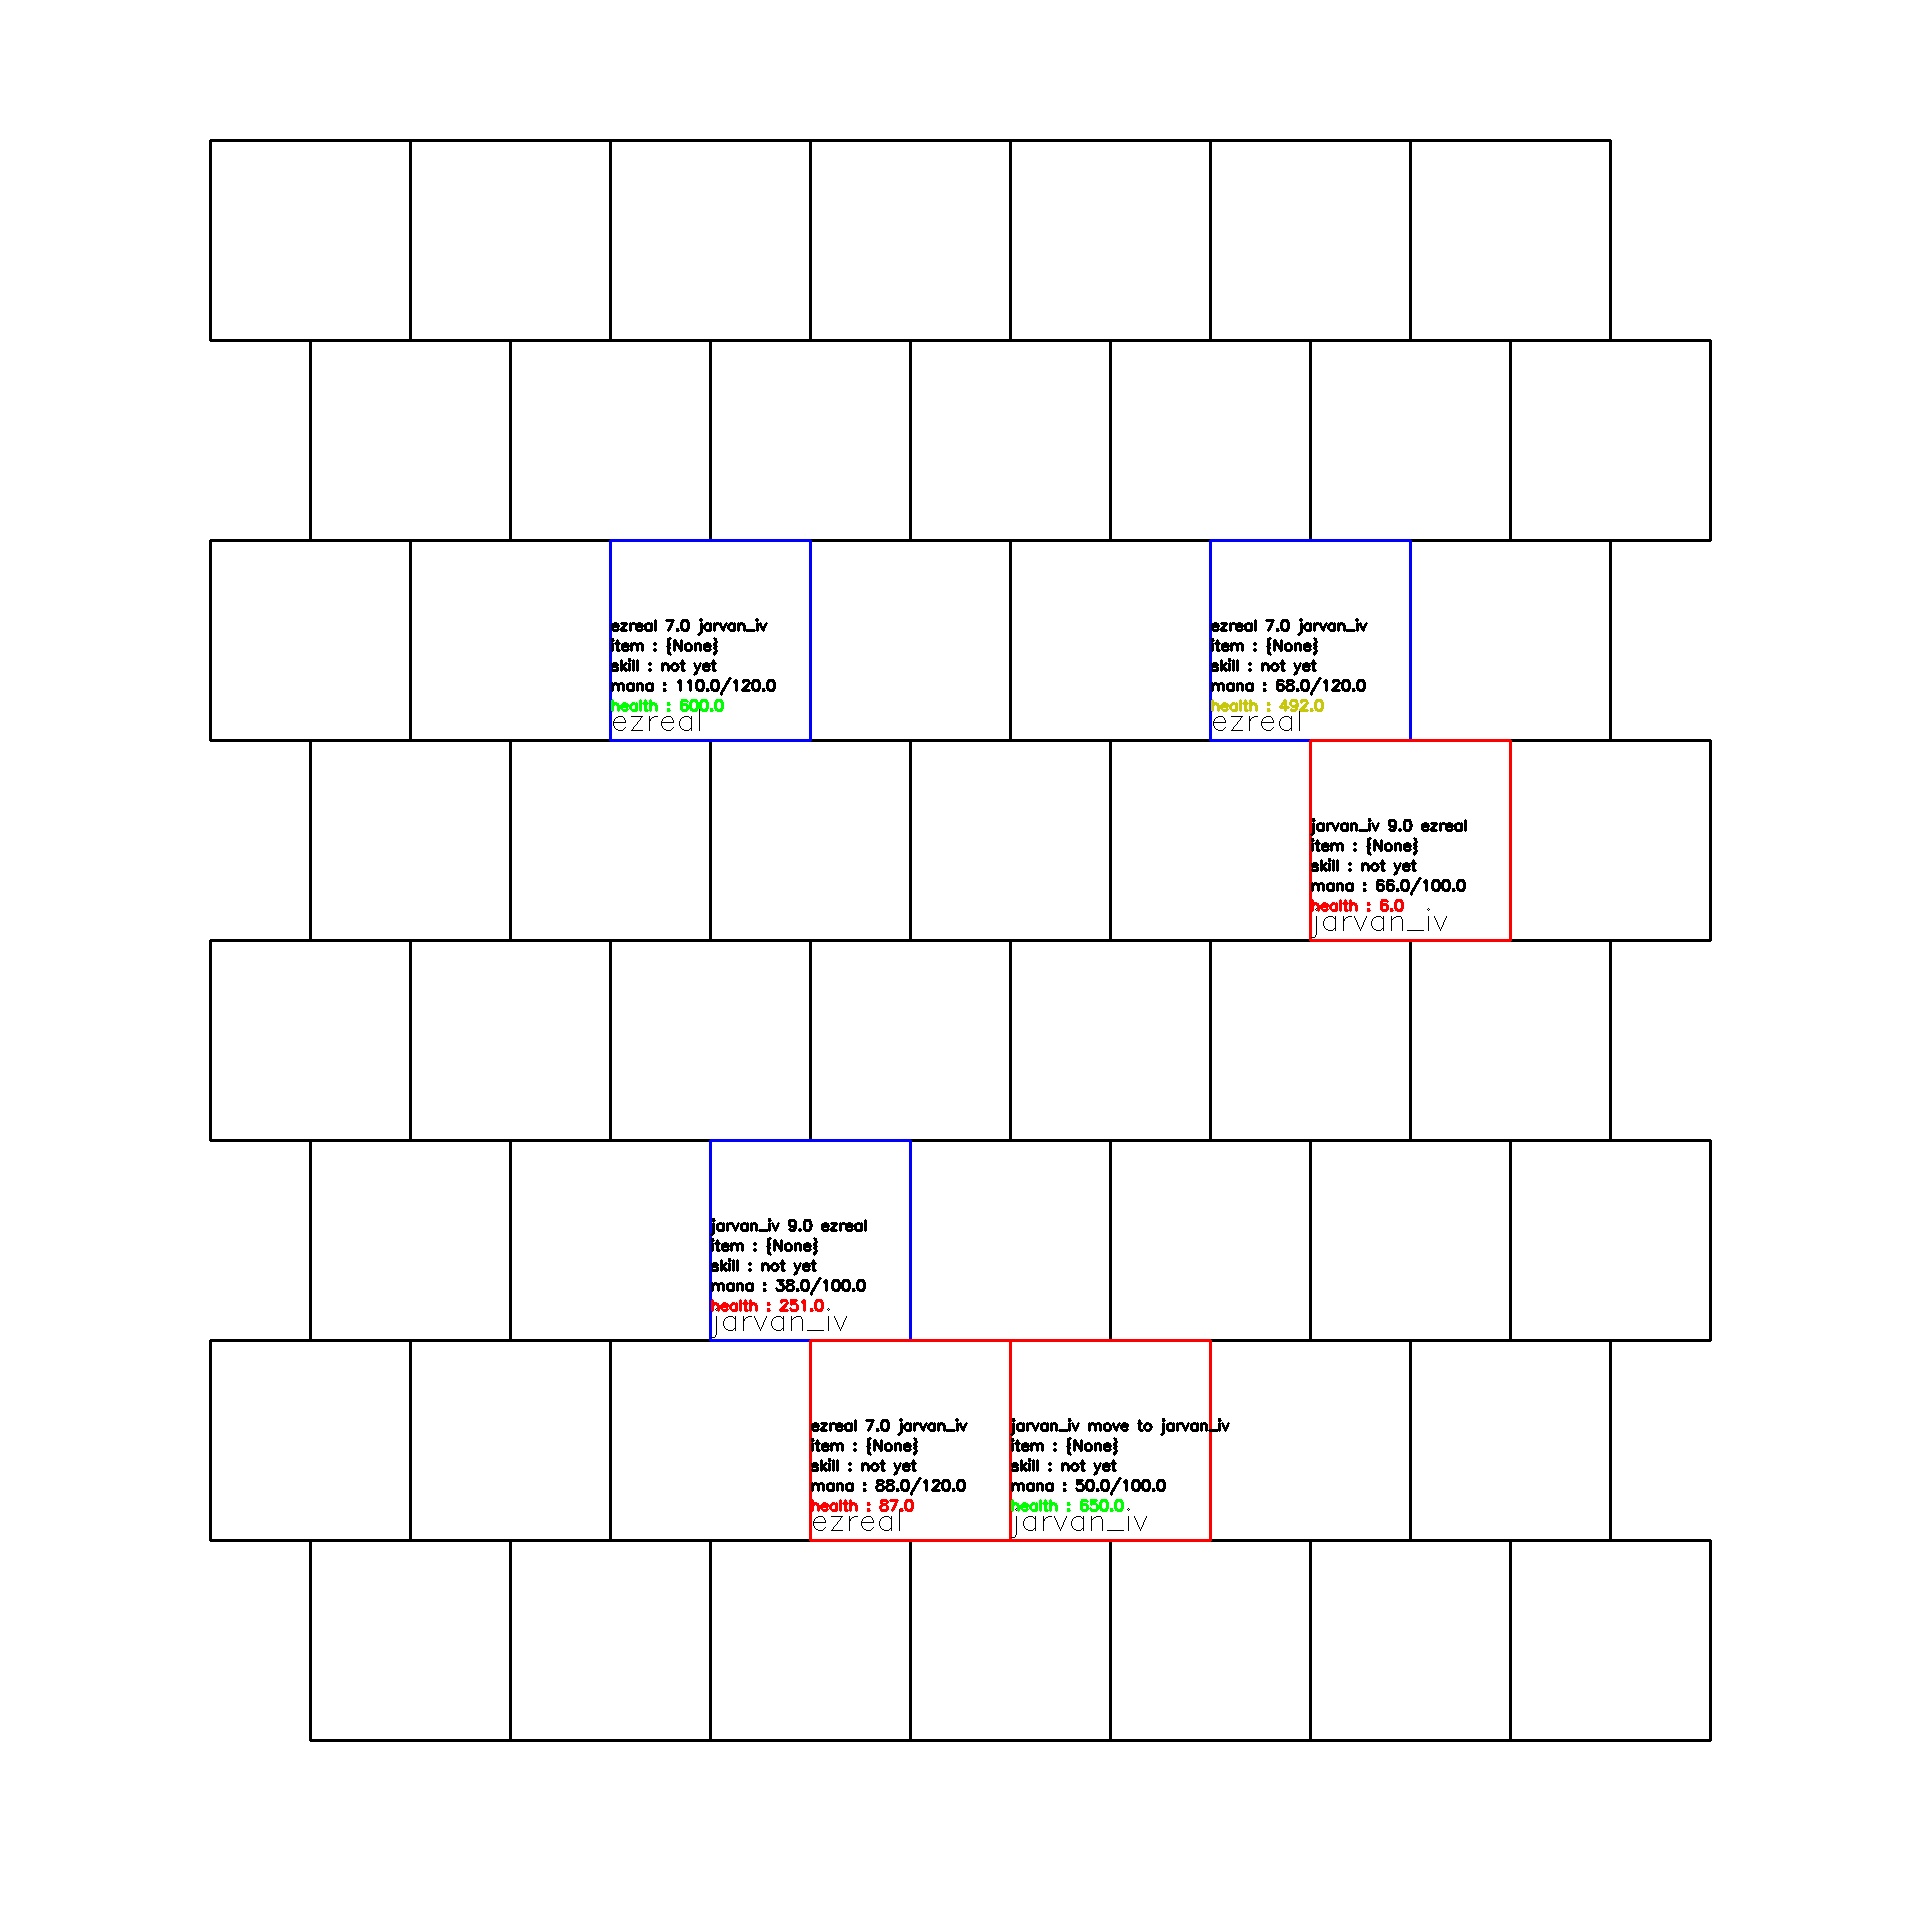 ezreal 7.0 jarvan_iv
item : {None}
skill : not yet
mana : 110.0/120.0
health : 600.0
ezreal
ezreal 7.0 jarvan_iv
item : {None}
skill : not yet
mana : 68.0/120.0
health : 492.0
ezreal
jarvan_iv 9.0 ezreal
item : {None}
skill : not yet
mana : 66.0/100.0
health : 6.0
jarvan_iv
jarvan_iv 9.0 ezreal
item : {None}
skill : not yet
mana : 38.0/100.0
health : 251.0
jarvan_iv
ezreal 7.0 jarvan_iv
item : {None}
skill : not yet
mana : 88.0/120.0
health : 87.0
ezreal
jarvan_iv move to jarvan_iv
item : {None}
skill : not yet
mana : 50.0/100.0
health : 650.0
jarvan_iv